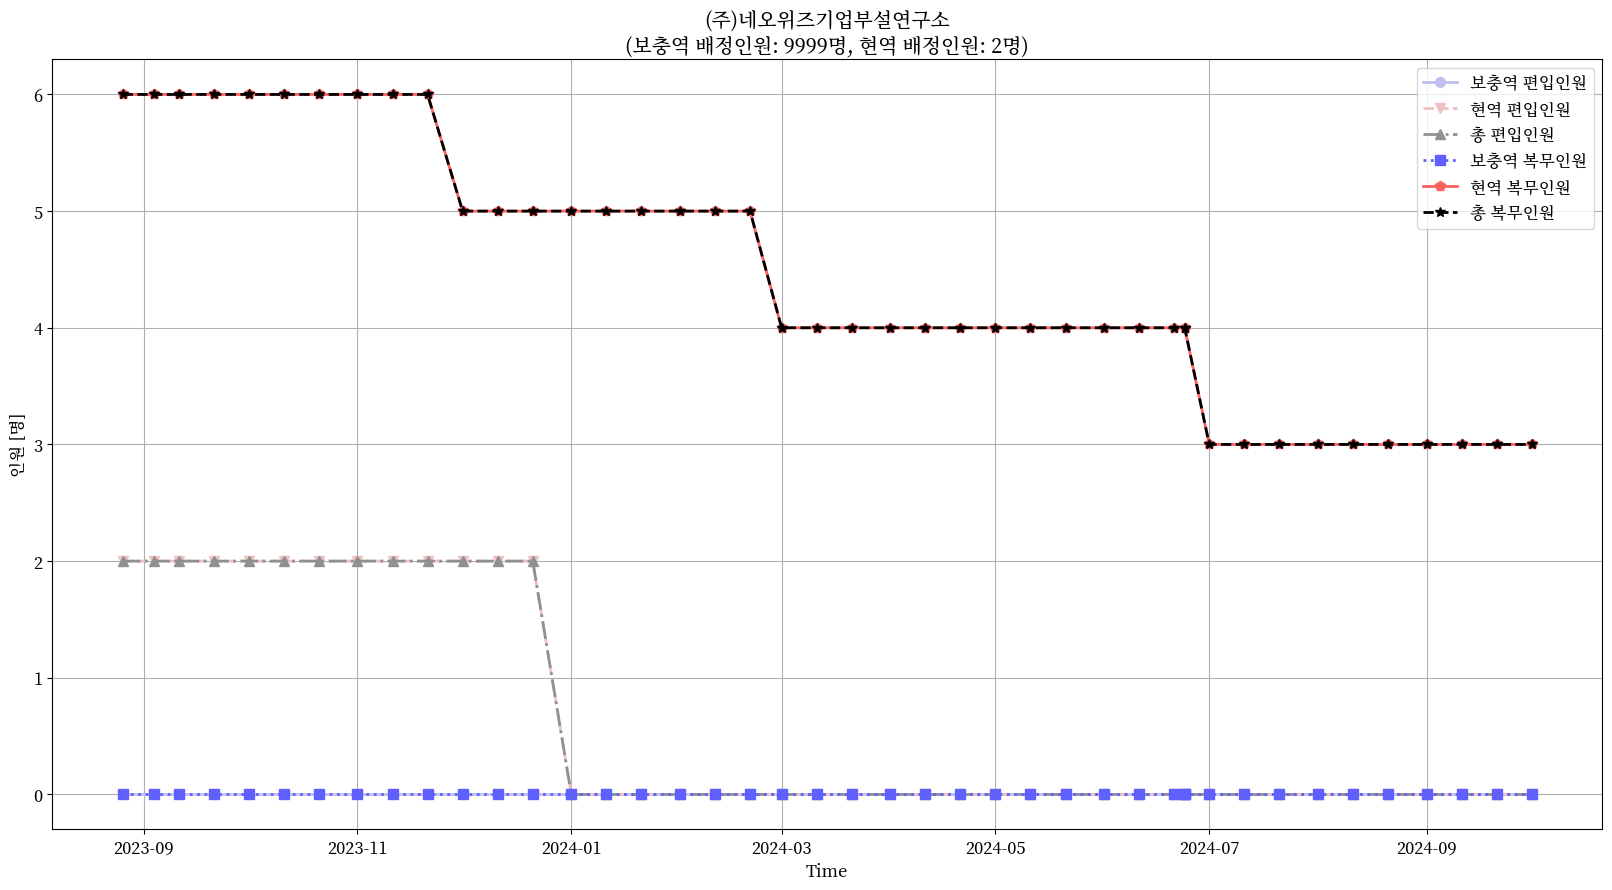 (주)네오위즈기업부설연구소
(보충역 배정인원: 9999명, 현역 배정인원: 2명)
보충역 편입인원
현역 편입인원
총 편입인원
보충역 복무인원
현역 복무인원
총 복무인원
인원 [명]
6
5
4
3
2
1
0
2023-09
2023-11
2024-01
2024-03
2024-05
2024-07
2024-09
Time